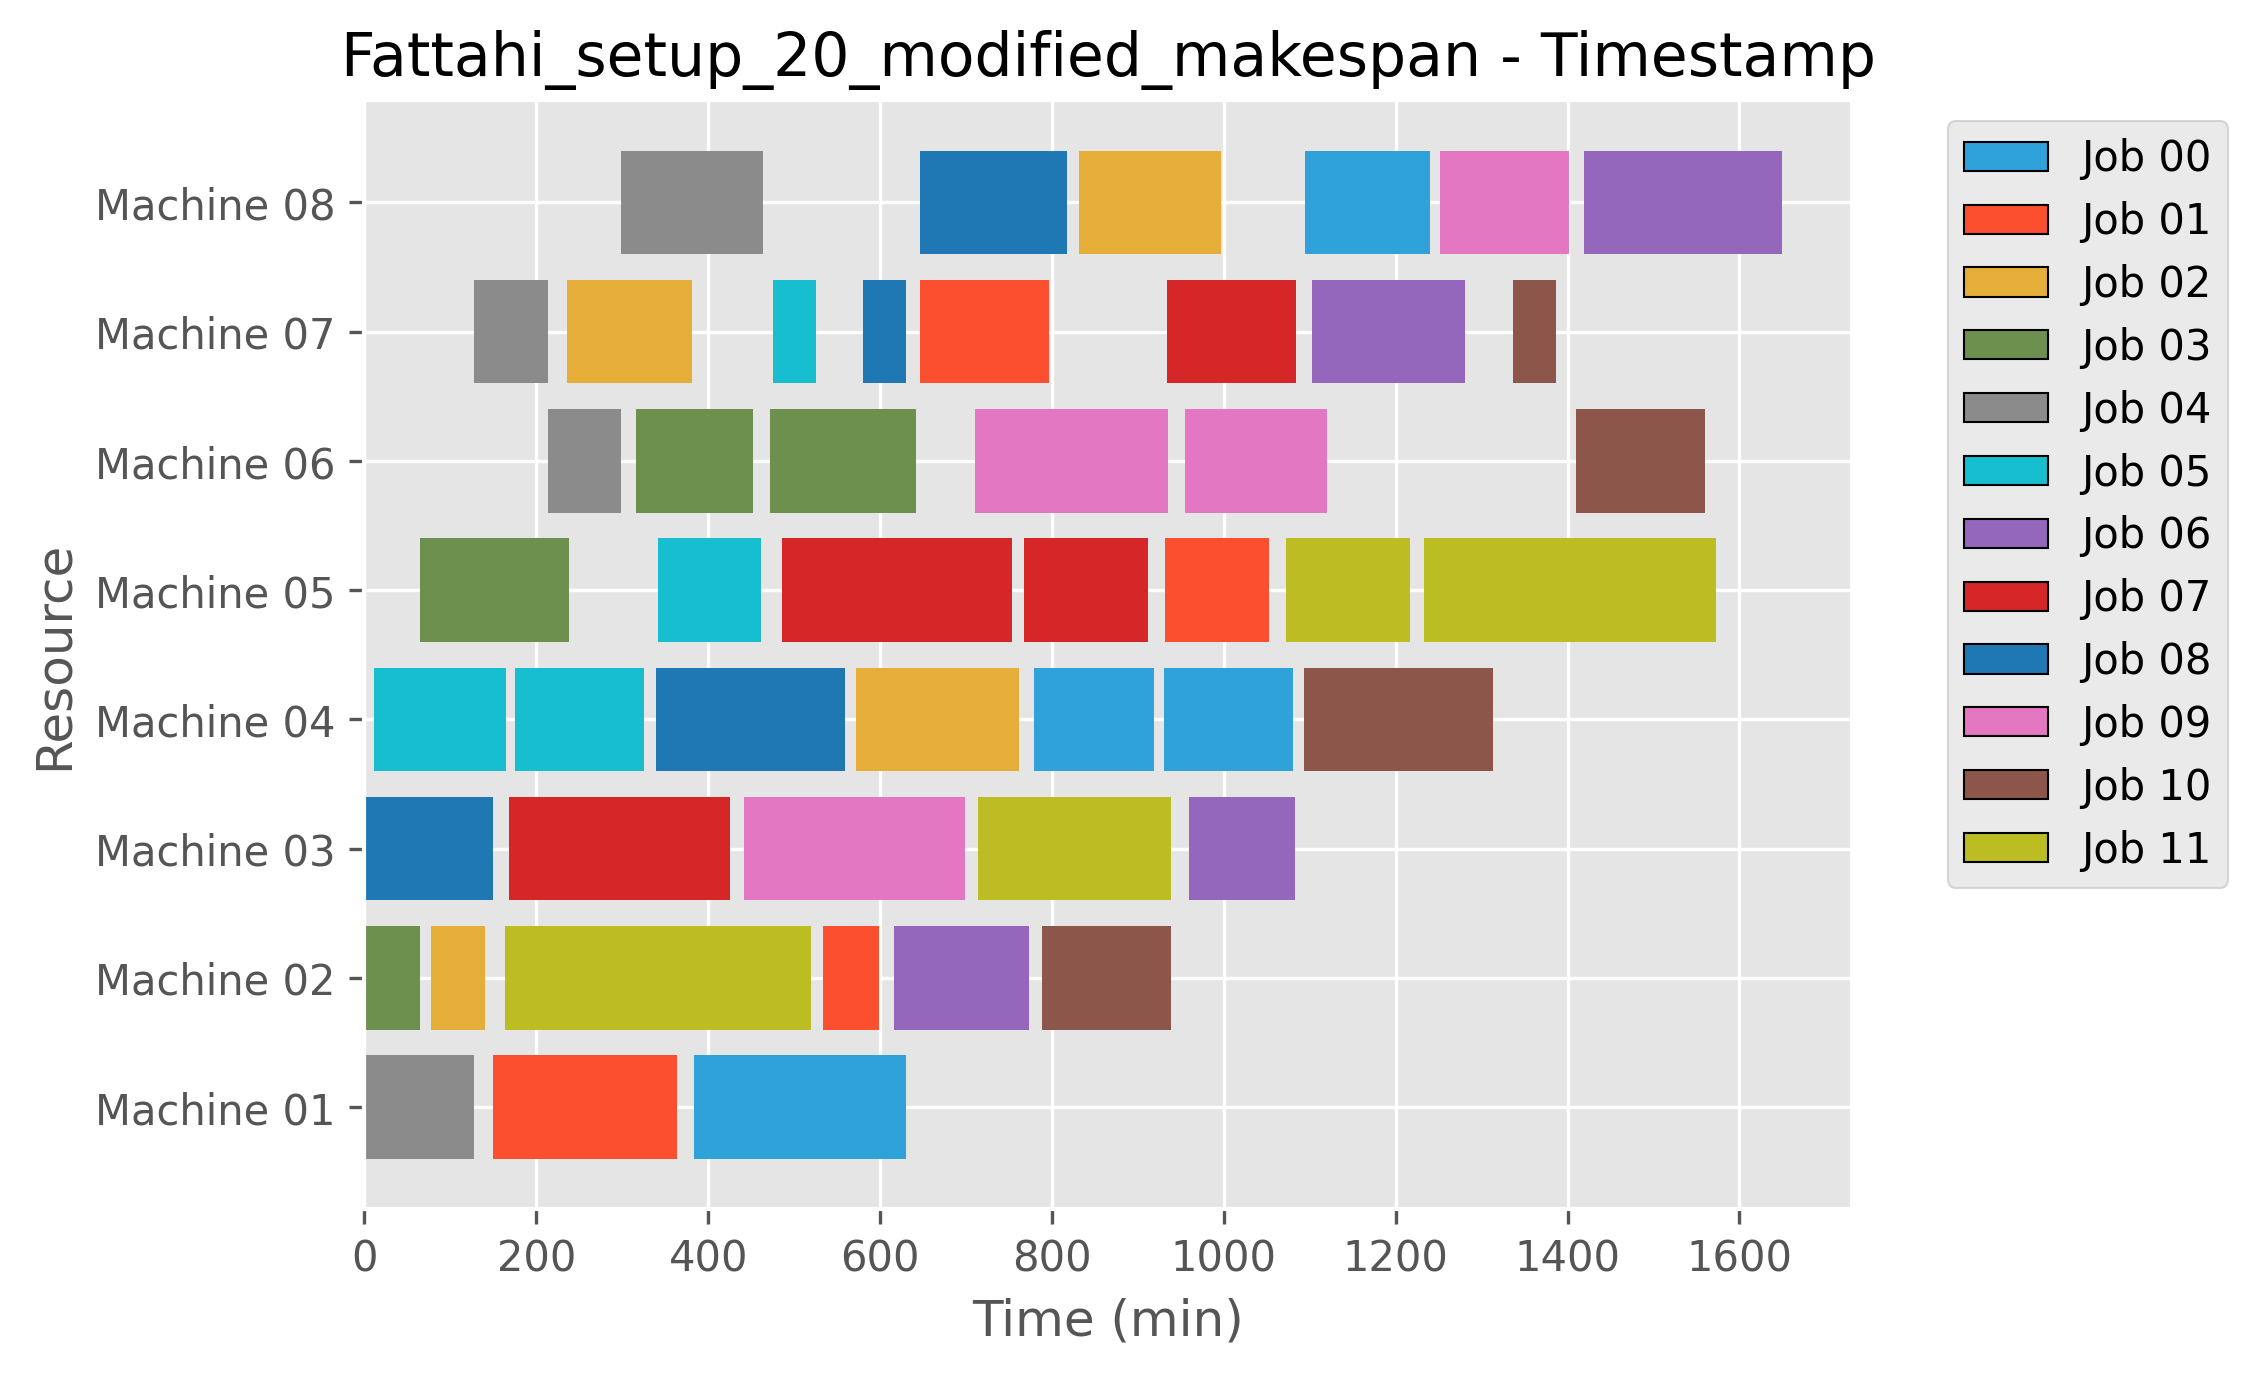 Fattahi_setup_20_modified_makespan - Timestamp
Machine 08
Machine 07
Machine 06
Machine 05
Machine 04
Machine 03
Machine 02
Machine 01
Resource
0 200 400 600 800 1000 1200 1400 1600
Time (min)
Job 00
Job 01
Job 02
Job 03
Job 04
Job 05
Job 06
Job 07
Job 08
Job 09
Job 10
Job 11